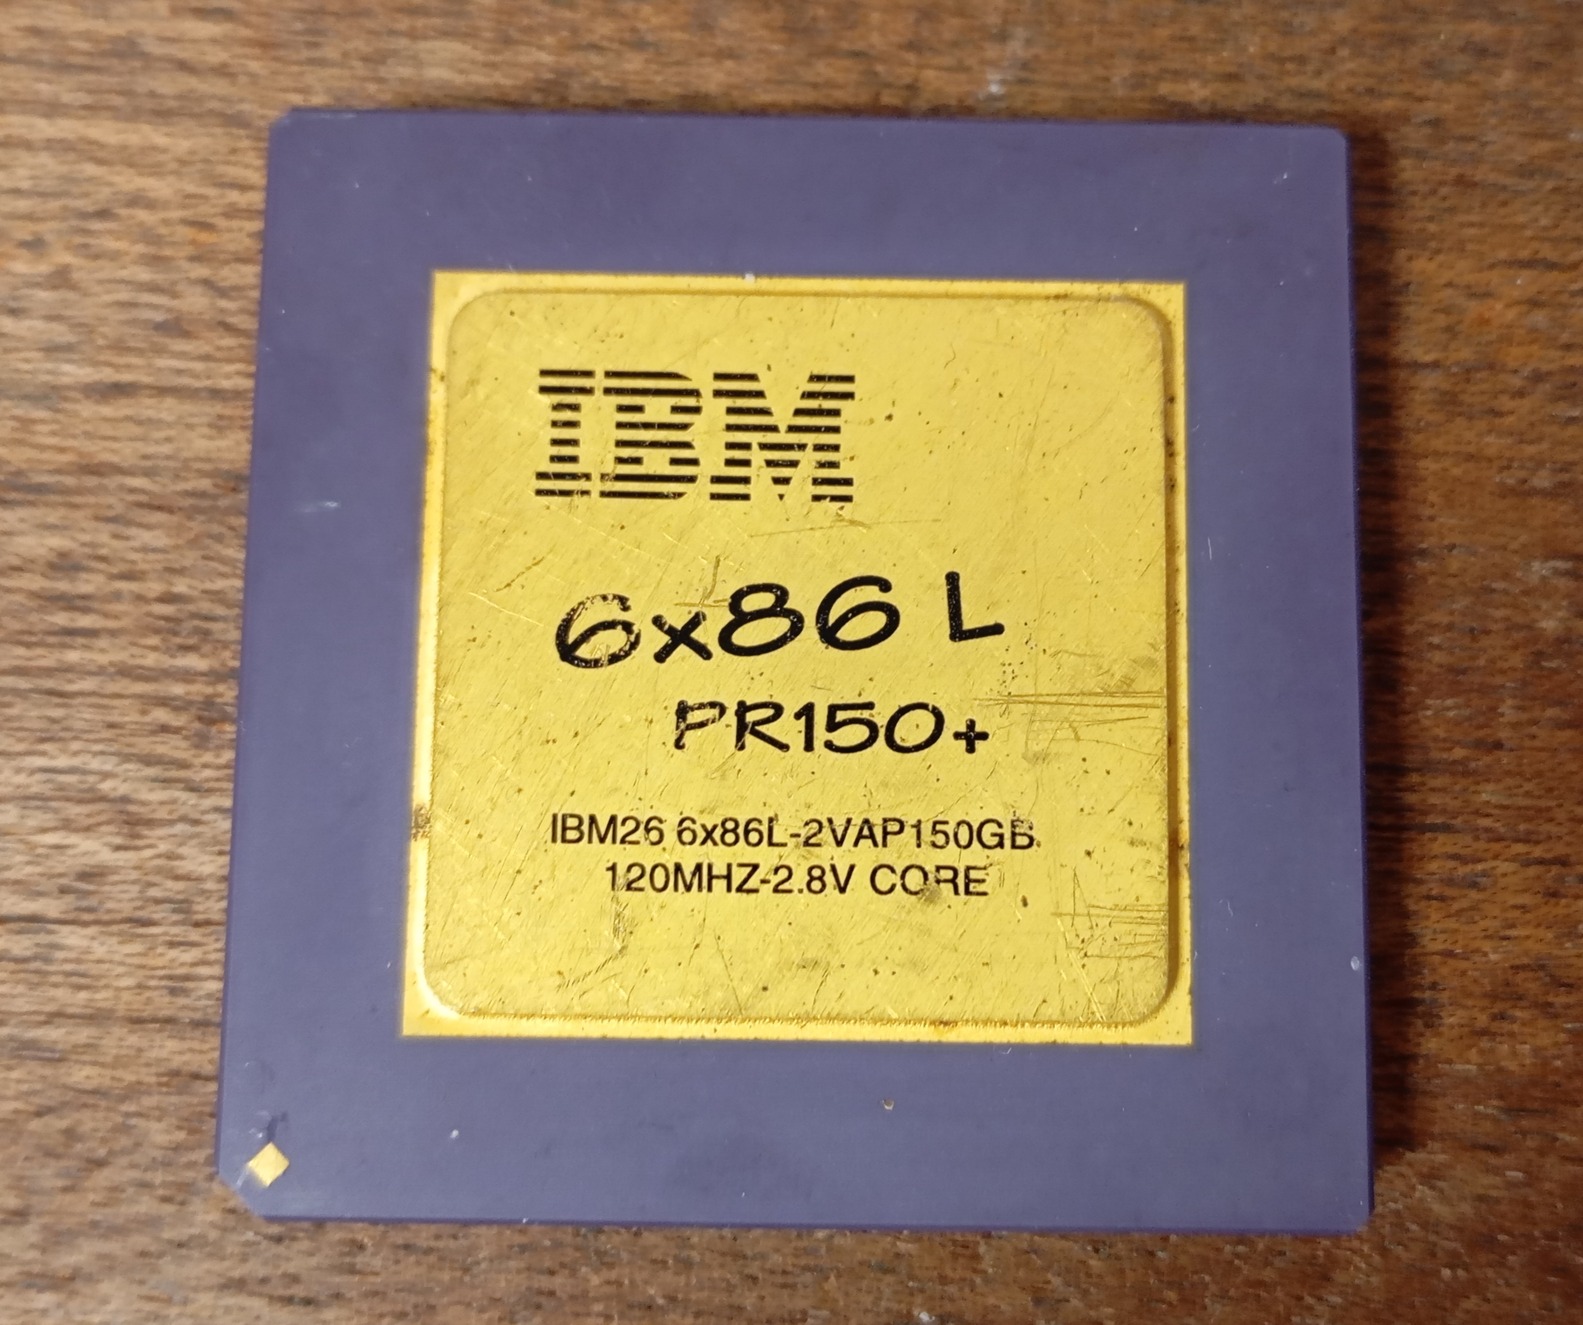 IBM
6x86 L
PR150+
IBM26 6x86L-2VAP150GB
120MHZ-2.8V CORE